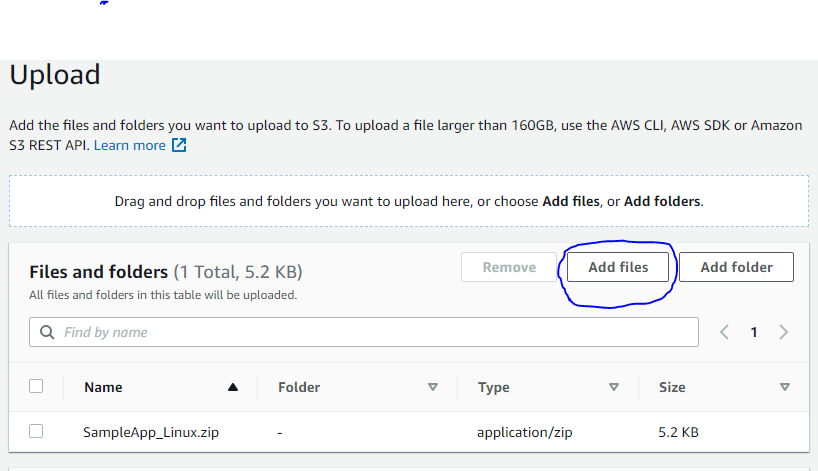 Upload
Add the files and folders you want to upload to S3. To upload a file larger than 160GB, use the AWS CLI, AWS SDK or Amazon
S3 REST API. Learn more
Drag and drop files and folders you want to upload here, or choose Add files, or Add folders.
Files and folders (1 Total, 5.2 KB)
Remove
Add files
Add folder
All files and folders in this table will be uploaded.
Find by name
1
Name Folder Type Size
SampleApp_Linux.zip - application/zip 5.2 KB